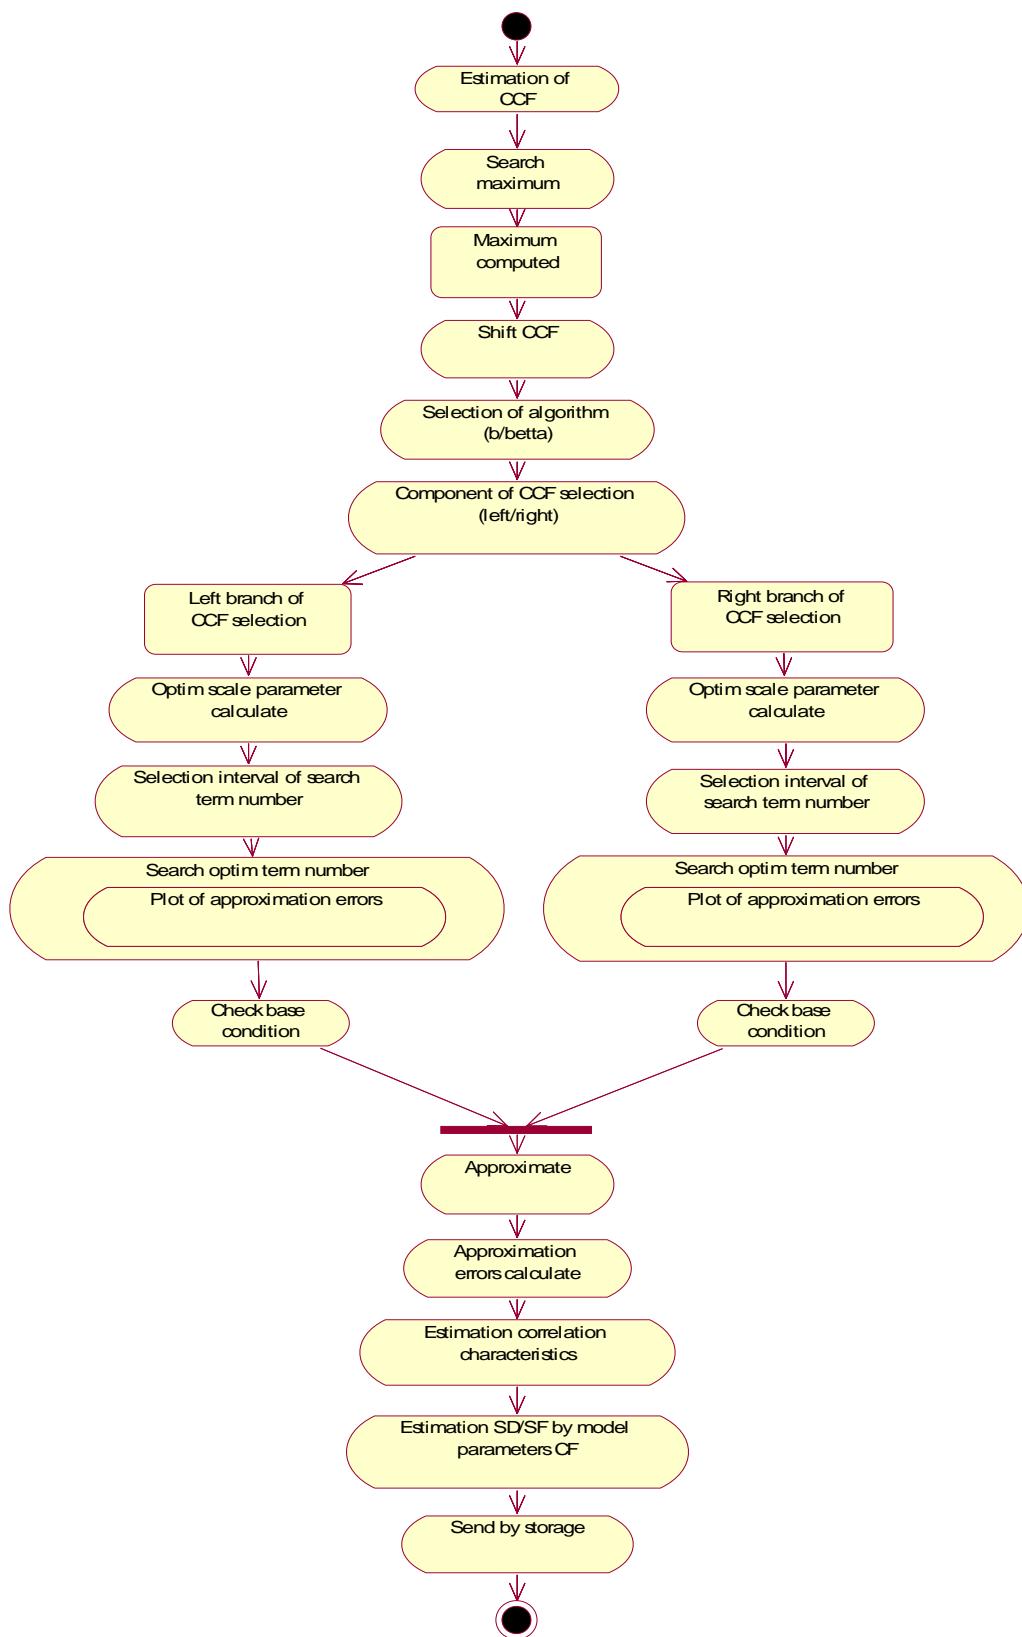 Estimation of
CCF
Search
maximum
Maximum
computed
Shift CCF
Selection of algorithm
(b/betta)
Component of CCF selection
(left/right)
Left branch of
CCF selection
Optim scale parameter
calculate
Selection interval of search
term number
Search optim term number
Plot of approximation errors
Check base
condition
Right branch of
CCF selection
Optim scale parameter
calculate
Selection interval of
search term number
Search optim term number
Plot of approximation errors
Check base
condition
Approximate
Approximation
errors calculate
Estimation correlation
characteristics
Estimation SD/SF by model
parameters CF
Send by storage